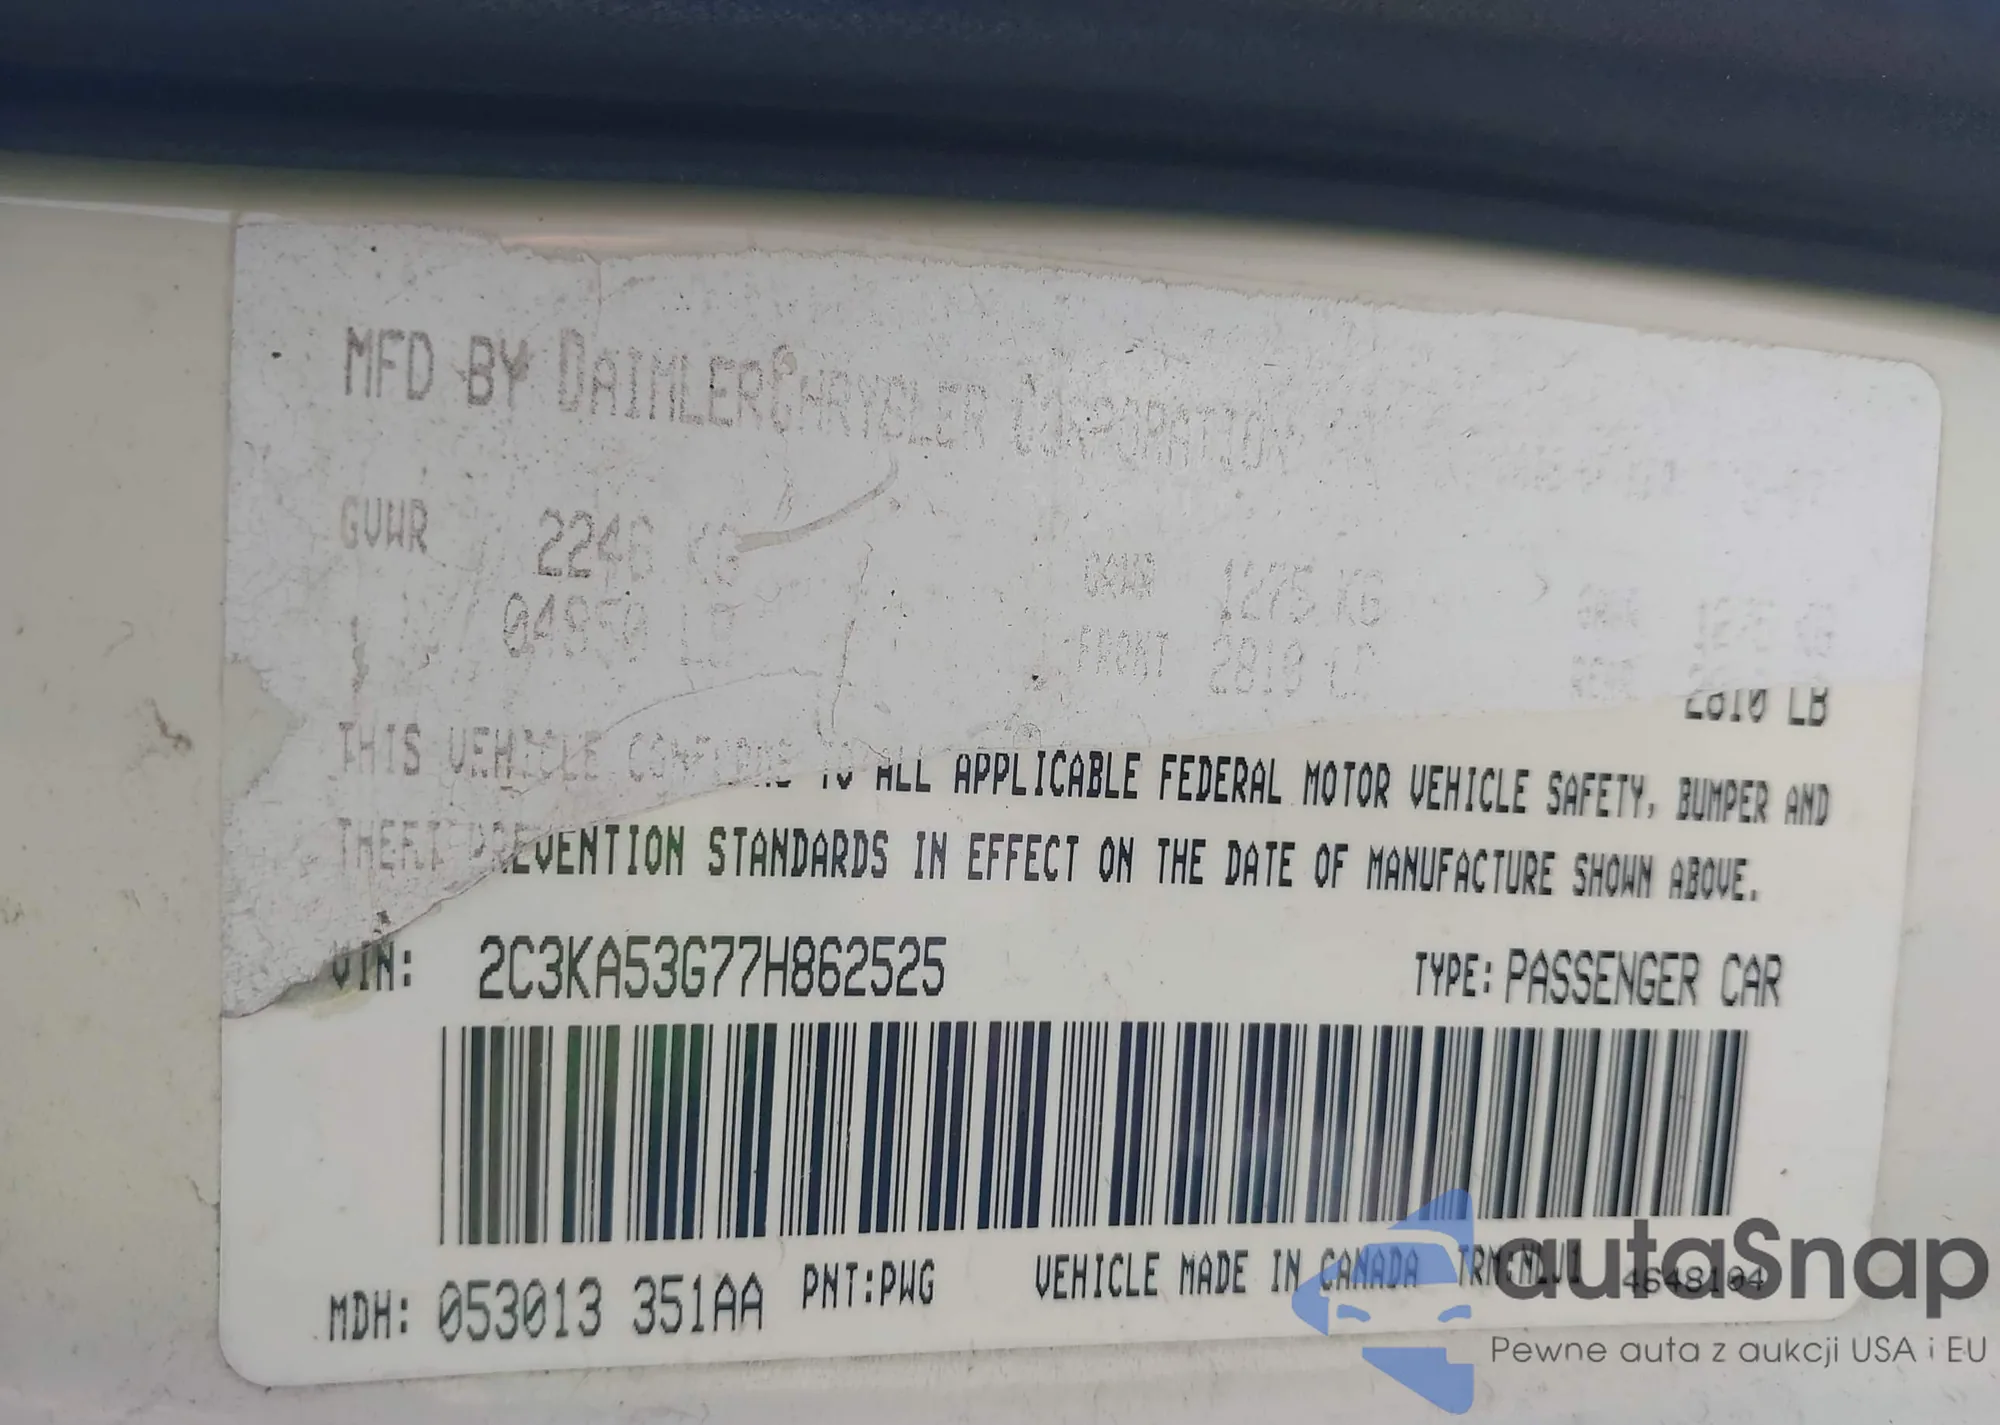 MFD BY DAIMLERCHRYSLER CORPORATION
GVWR 2246 KG GAWR 1275 KG KG
04950 LB FRONT 2810 LB 2810 LB
THIS VEHICLE CONFORMS TO ALL APPLICABLE FEDERAL MOTOR VEHICLE SAFETY, BUMPER AND
THEFT PREVENTION STANDARDS IN EFFECT ON THE DATE OF MANUFACTURE SHOWN ABOVE.
VIN: 2C3KA53G77H862525 TYPE: PASSENGER CAR
MDH: 053013 351AA PNT:PWG VEHICLE MADE IN CANADA 4648104
autaSnap
Pewne auta z aukcji USA i EU